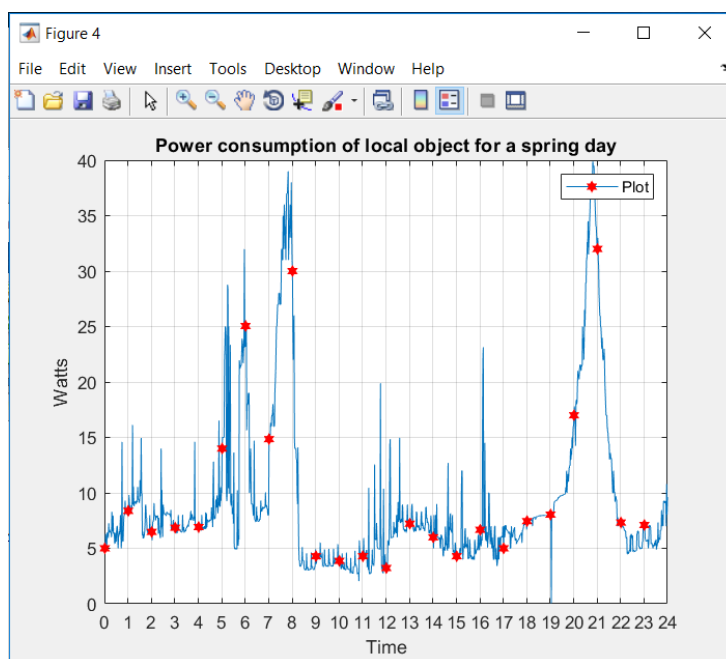 Figure 4
File Edit View Insert Tools Desktop Window Help
Power consumption of local object for a spring day
Plot
40
35
30
25
20
15
10
5
0
Watts
0 1 2 3 4 5 6 7 8 9 10 11 12 13 14 15 16 17 18 19 20 21 22 23 24
Time